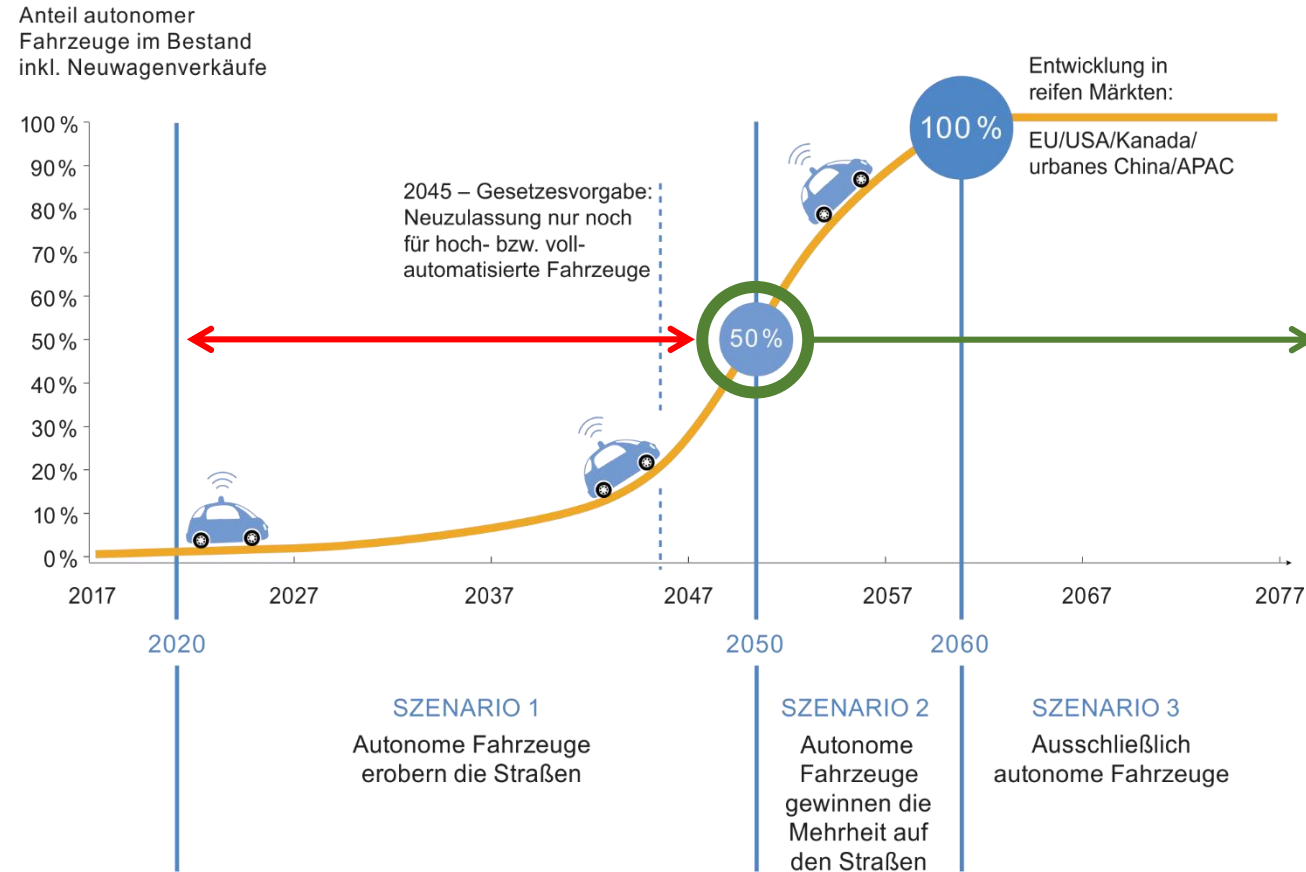 Anteil autonomer
Fahrzeuge im Bestand
inkl. Neuwagenverkäufe
100 %
90 %
80 %
70 %
60 %
50 %
40 %
30 %
20 %
10 %
0 %
2045 – Gesetzesvorgabe:
Neuzulassung nur noch
für hoch- bzw. voll-
automatisierte Fahrzeuge
50 %
100 %
Entwicklung in
reifen Märkten:
EU/USA/Kanada/
urbanes China/APAC
2017
2027
2037
2047
2057
2067
2077
2020
2050
2060
SZENARIO 1
Autonome Fahrzeuge
erobern die Straßen
SZENARIO 2
Autonome
Fahrzeuge
gewinnen die
Mehrheit auf
den Straßen
SZENARIO 3
Ausschließlich
autonome Fahrzeuge